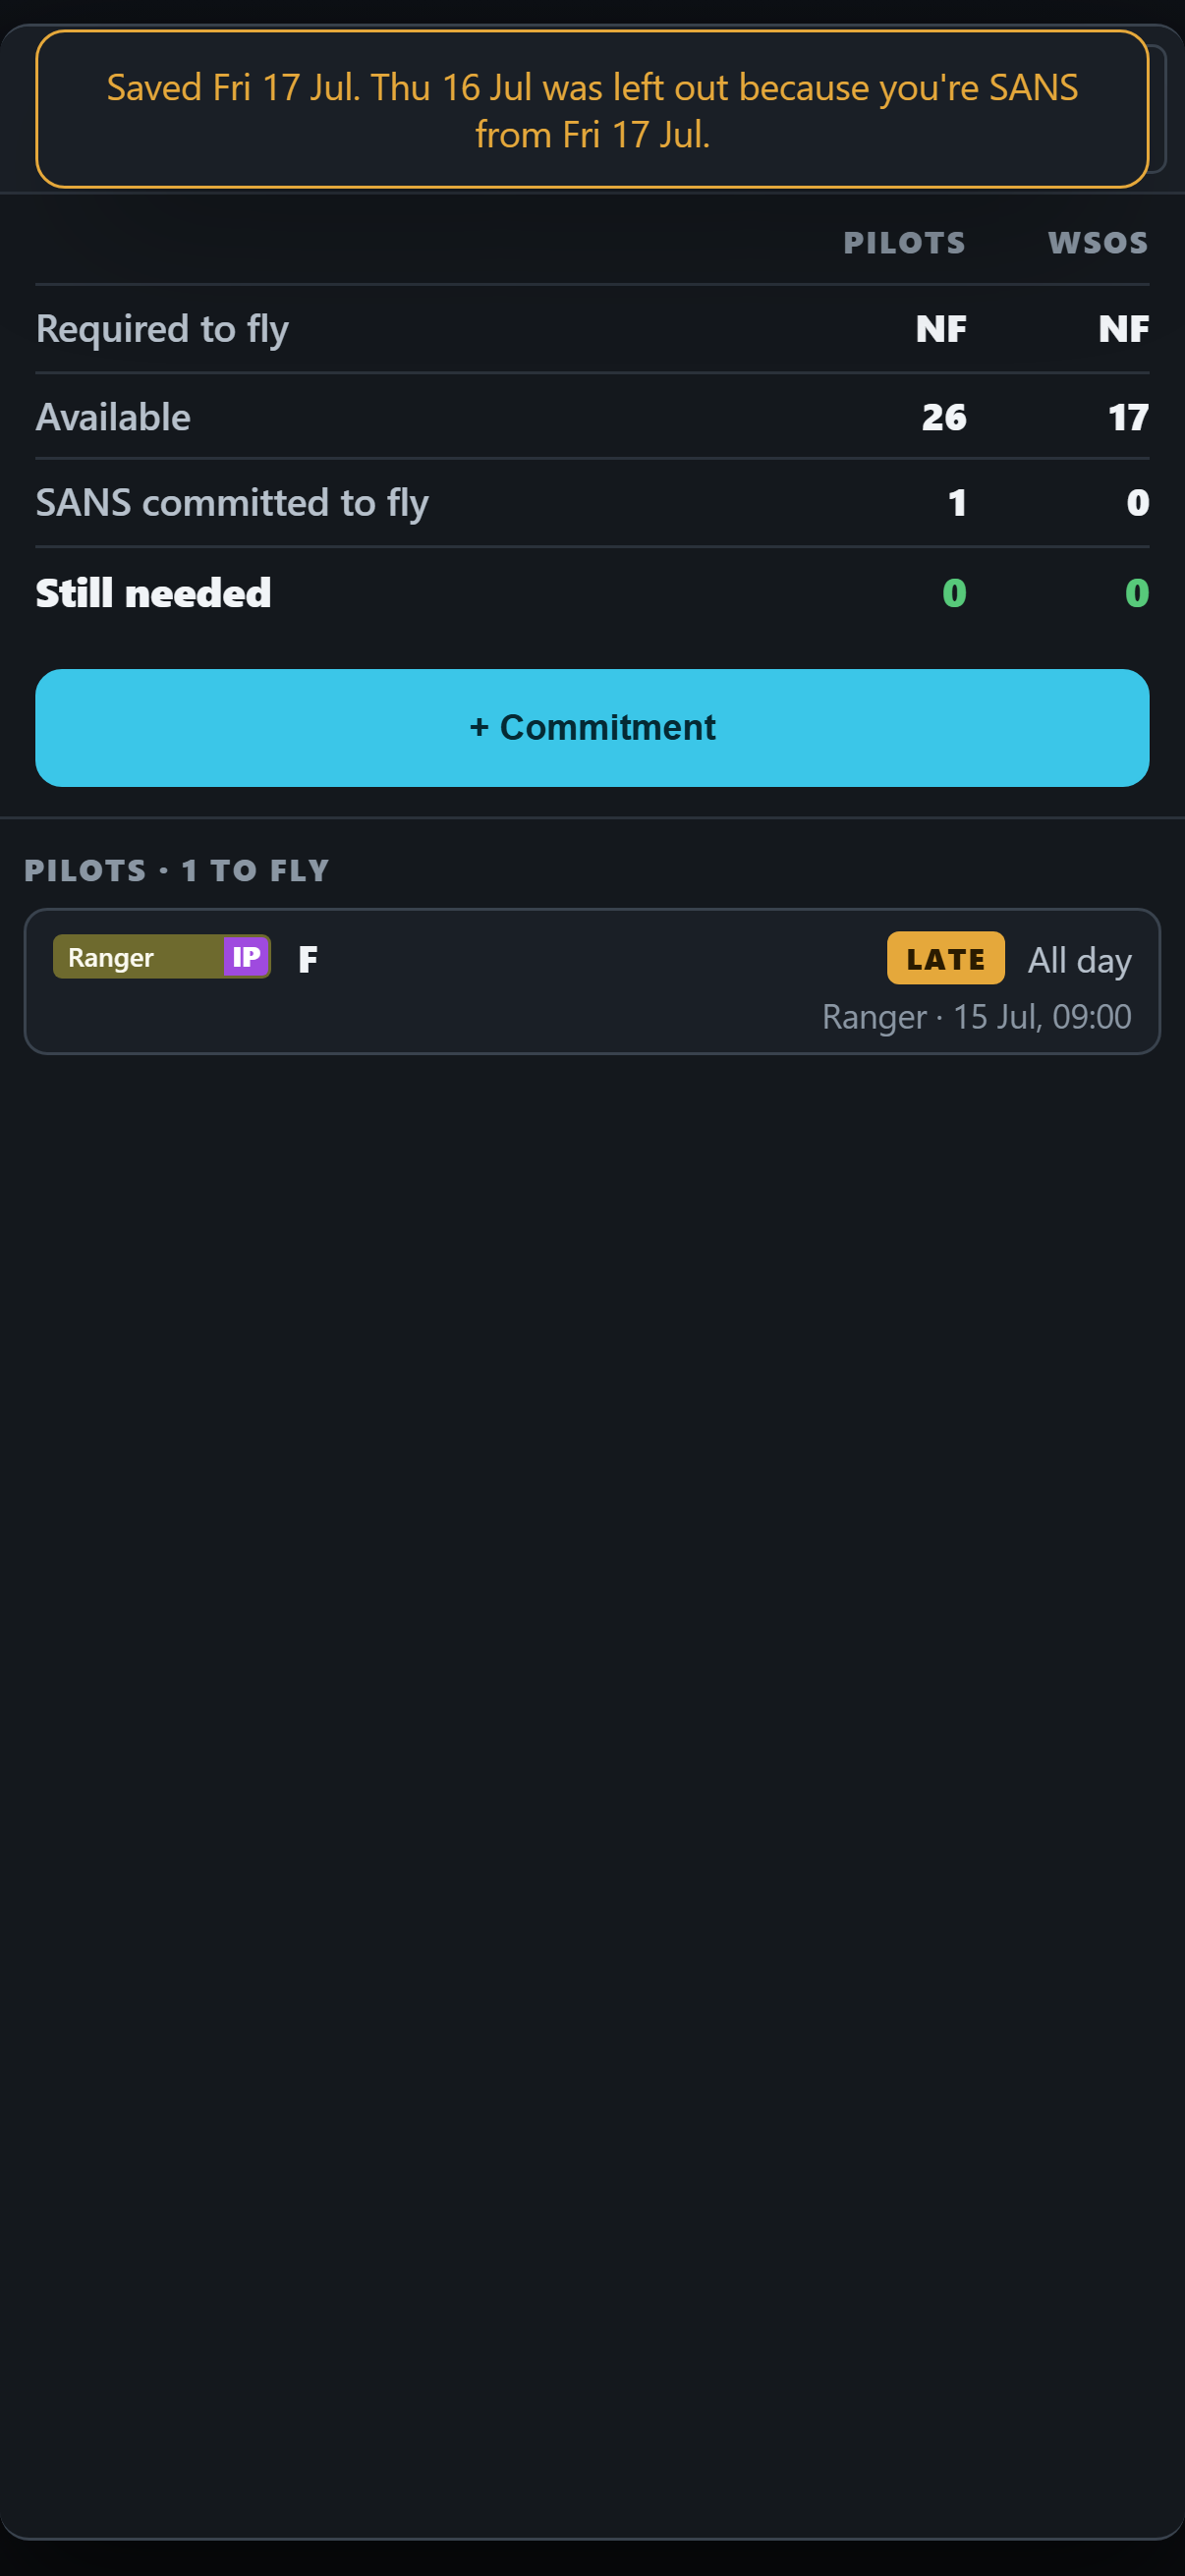 Saved Fri 17 Jul. Thu 16 Jul was left out because you're SANS
from Fri 17 Jul.
PILOTS WSOS
Required to fly NF NF
Available 26 17
SANS committed to fly 1 0
Still needed 0 0
+ Commitment
PILOTS · 1 TO FLY
Ranger IP F LATE All day
Ranger · 15 Jul, 09:00